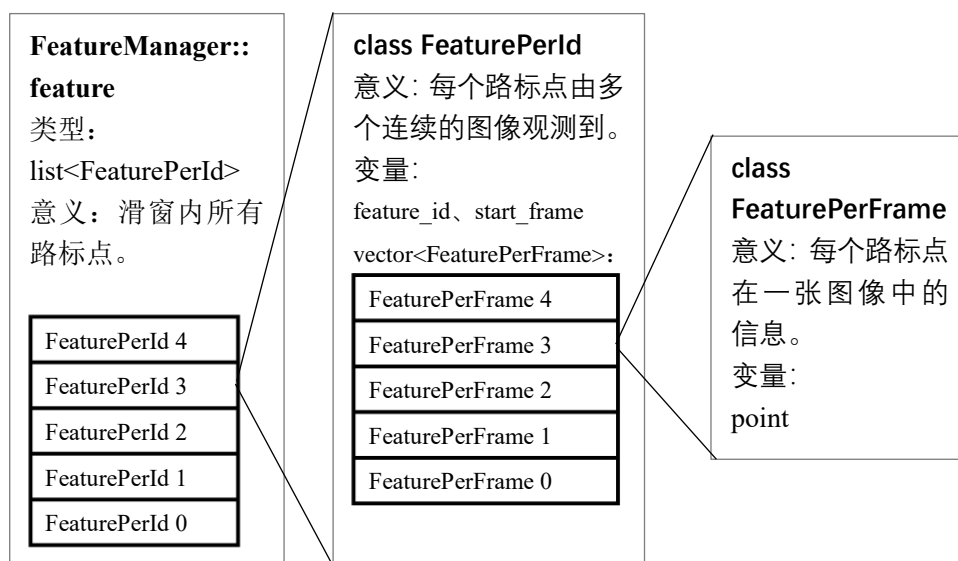 FeatureManager::
feature
类型：
list<FeaturePerId>
意义：滑窗内所有
路标点。
FeaturePerId 4
FeaturePerId 3
FeaturePerId 2
FeaturePerId 1
FeaturePerId 0
class FeaturePerId
意义：每个路标点由多
个连续的图像观测到。
变量：
feature_id、start_frame
vector<FeaturePerFrame>：
FeaturePerFrame 4
FeaturePerFrame 3
FeaturePerFrame 2
FeaturePerFrame 1
FeaturePerFrame 0
class
FeaturePerFrame
意义：每个路标点
在一张图像中的
信息。
变量：
point